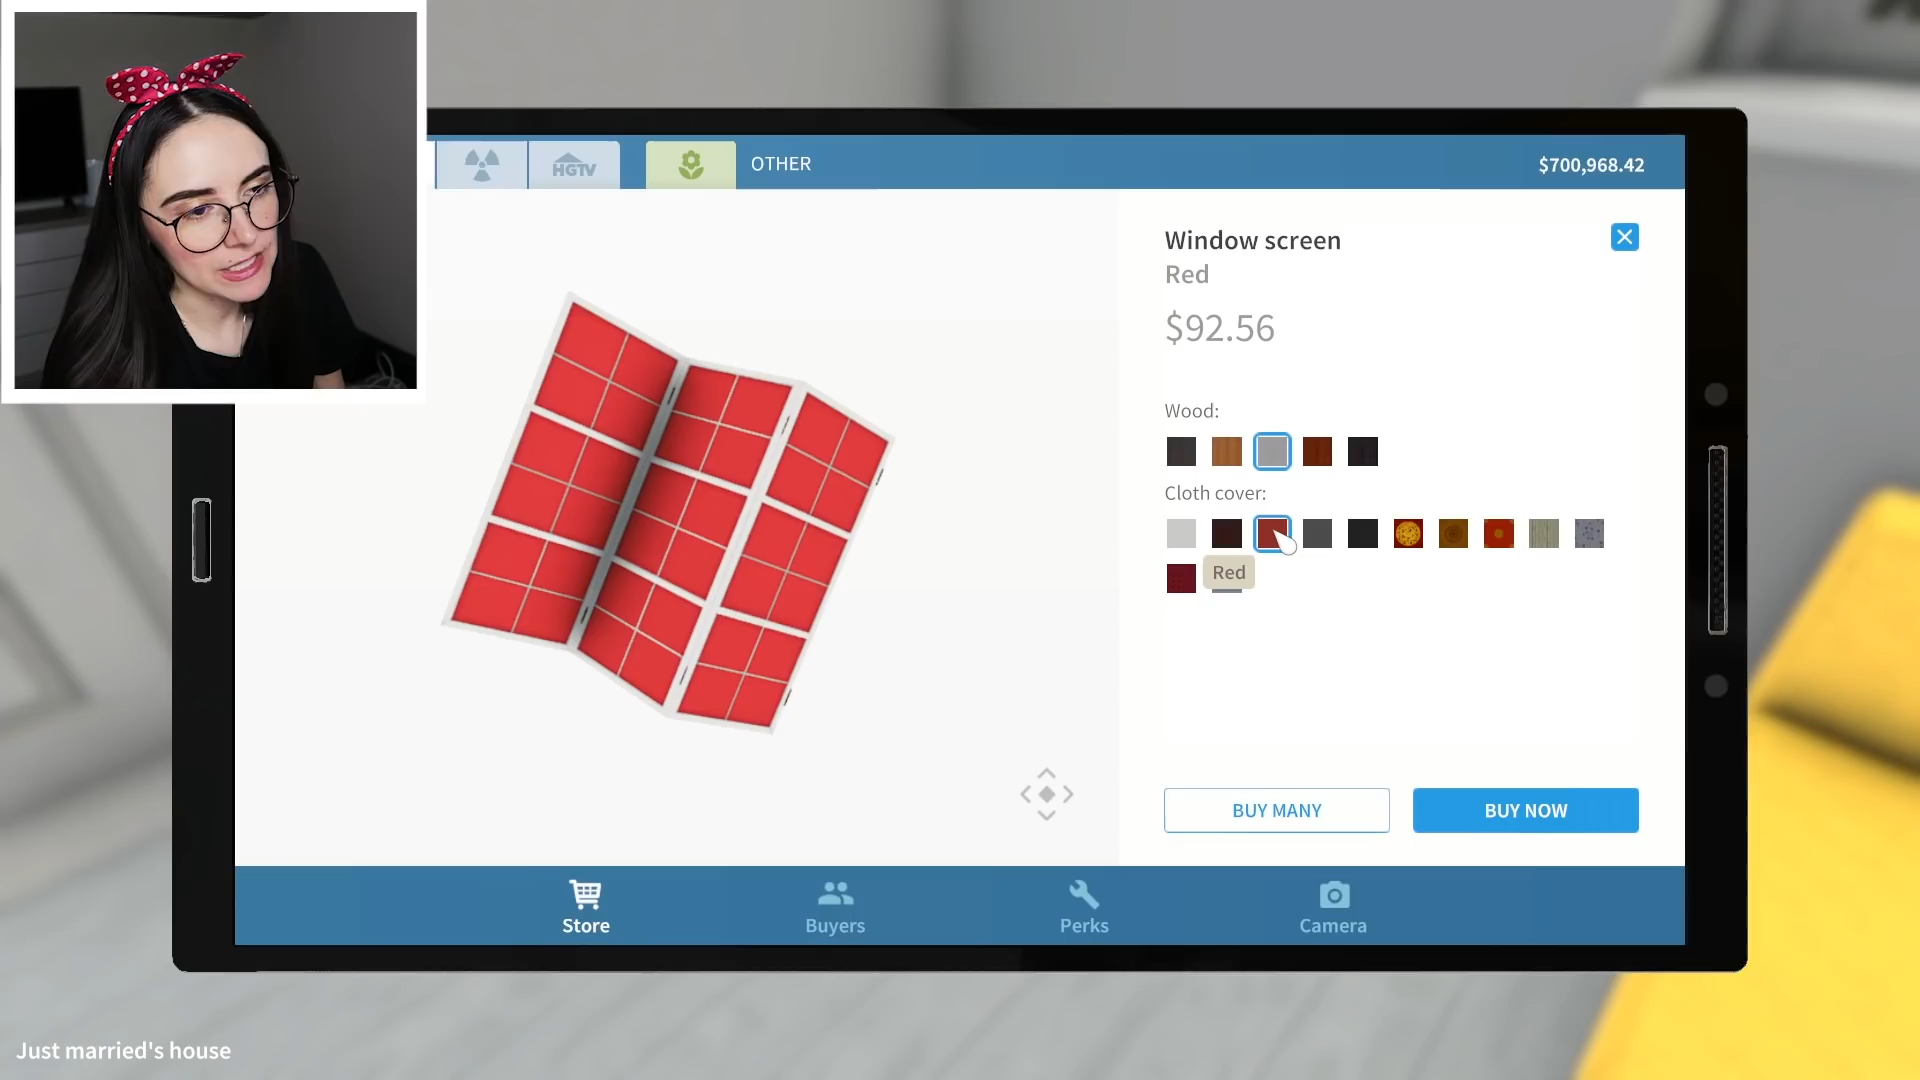 HGTV
OTHER
$700,968.42
Window screen
Red
$92.56
Wood:
Cloth cover:
Red
BUY MANY
BUY NOW
Store
Buyers
Perks
Camera
Just married's house